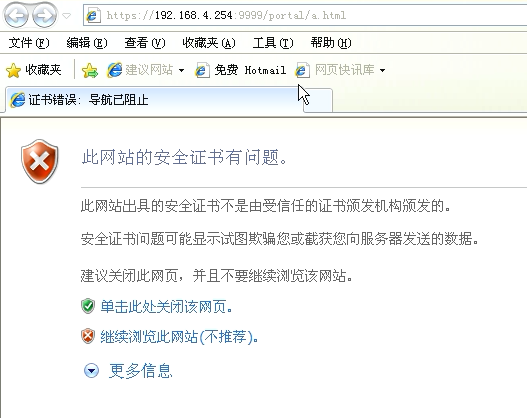 https://192.168.4.254:9999/portal/a.html
文件(F) 编辑(E) 查看(V) 收藏夹(A) 工具(T) 帮助(H)
收藏夹 建议网站 免费 Hotmail 网页快讯库
证书错误: 导航已阻止
此网站的安全证书有问题。
此网站出具的安全证书不是由受信任的证书颁发机构颁发的。
安全证书问题可能显示试图欺骗您或截获您向服务器发送的数据。
建议关闭此网页，并且不要继续浏览该网站。
单击此处关闭该网页。
继续浏览此网站(不推荐)。
更多信息